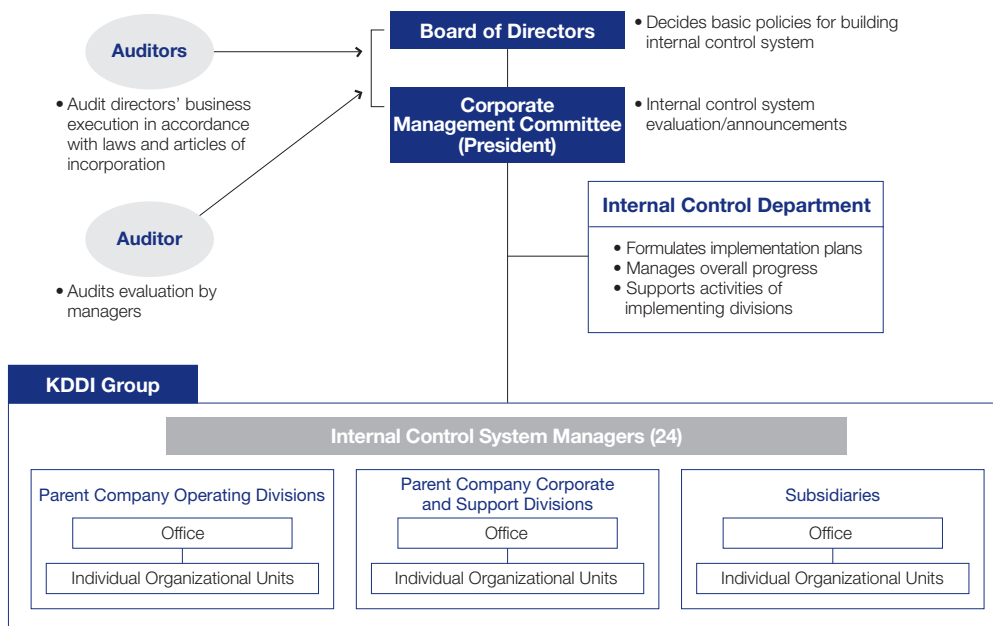 Auditors
• Audit directors' business
execution in accordance
with laws and articles of
incorporation
Auditor
• Audits evaluation by
managers
Board of Directors
• Decides basic policies for building
internal control system
Corporate
Management Committee
(President)
• Internal control system
evaluation/announcements
Internal Control Department
• Formulates implementation plans
• Manages overall progress
• Supports activities of
implementing divisions
KDDI Group
Internal Control System Managers (24)
Parent Company Operating Divisions
Office
Individual Organizational Units
Parent Company Corporate
and Support Divisions
Office
Individual Organizational Units
Subsidiaries
Office
Individual Organizational Units